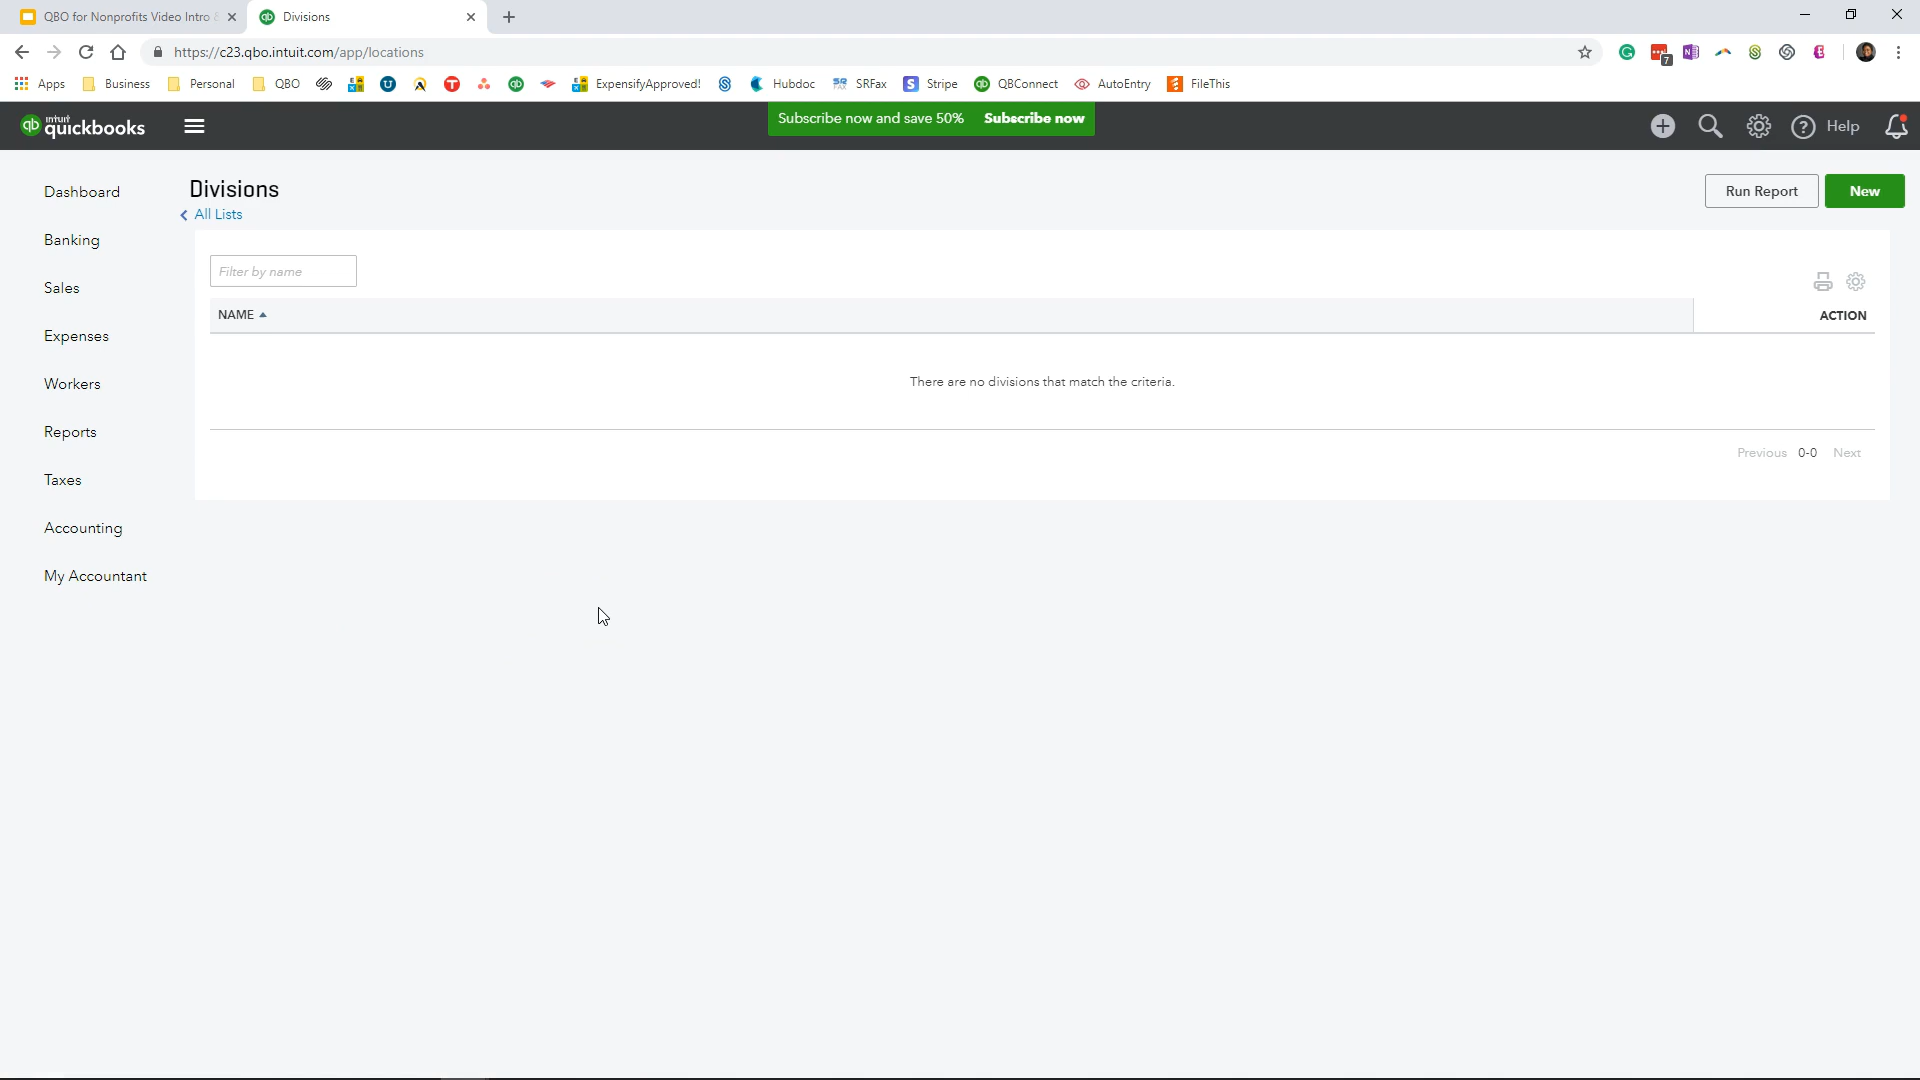 QBO for Nonprofits Video Intro
Divisions
https://c23.qbo.intuit.com/app/locations
7
Apps Business Personal QBO ExpensifyApproved! Hubdoc SRFax Stripe QBConnect AutoEntry FileThis
intuit quickbooks
Subscribe now and save 50% Subscribe now
Help
Dashboard
Banking
Sales
Expenses
Workers
Reports
Taxes
Accounting
My Accountant
Divisions
All Lists
Run Report
New
Filter by name
NAME
ACTION
There are no divisions that match the criteria.
Previous 0-0 Next